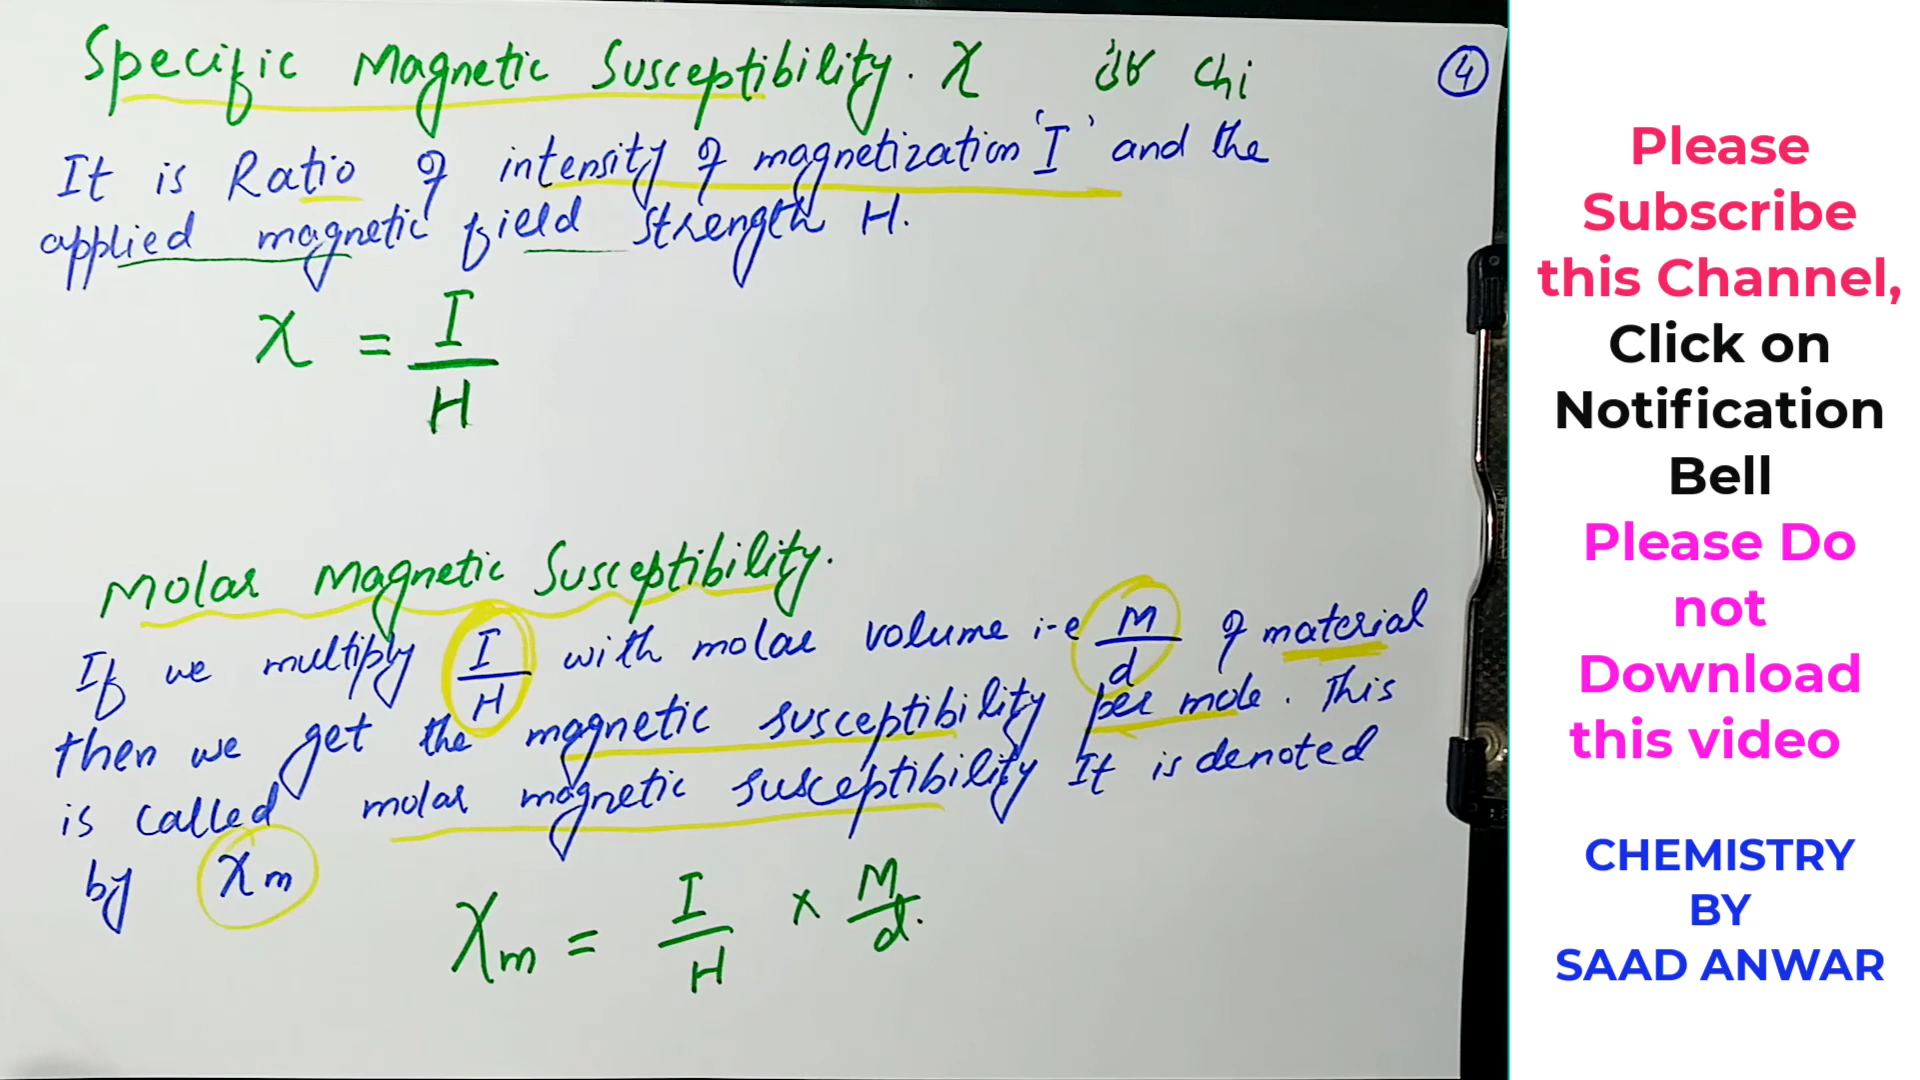 Specific Magnetic Susceptibility. χ is chi
④
It is Ratio of intensity of magnetization 'I' and the
applied magnetic field strength H.
χ = I/H
Molar Magnetic Susceptibility.
If we multiply I/H with molar volume i-e M/d of material
then we get the magnetic susceptibility per mole. This
is called molar magnetic susceptibility It is denoted
by χm
χm = I/H × M/d.
Please
Subscribe
this Channel,
Click on
Notification
Bell
Please Do
not
Download
this video
CHEMISTRY
BY
SAAD ANWAR